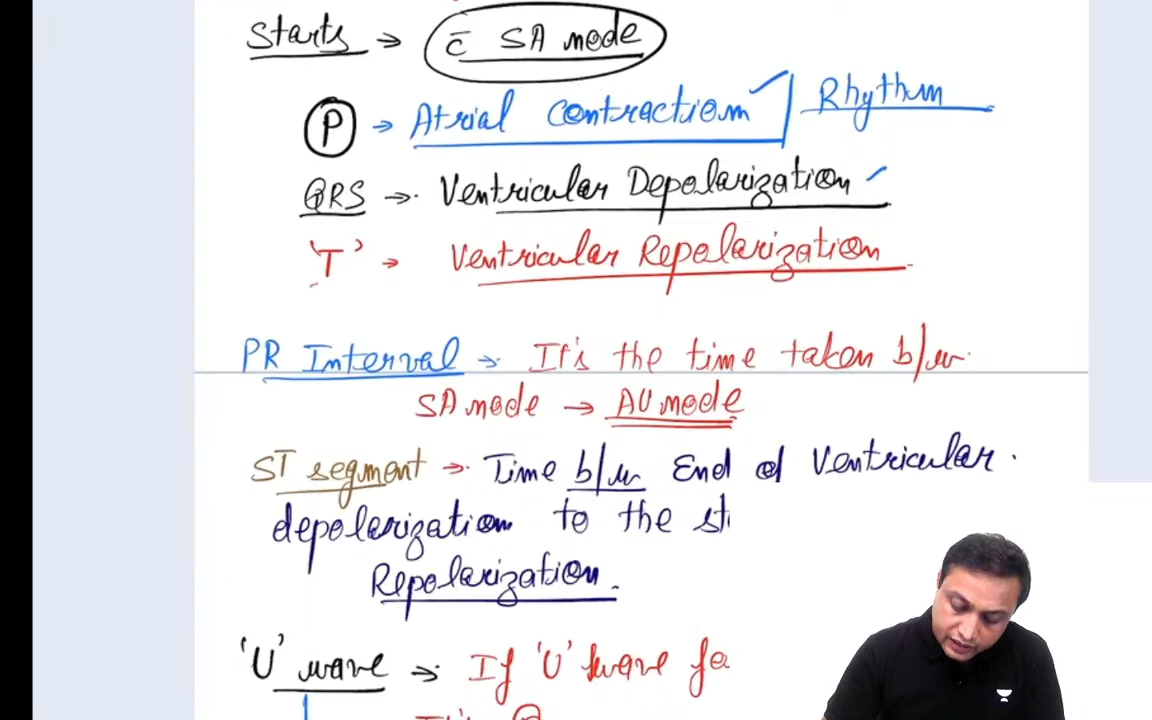 Starts → c̄ SA node
P → Atrial Contraction Rhythm
QRS → Ventricular Depolarization
'T' → Ventricular Repolarization
PR Interval → It's the time taken b/w
SA node → AV node
ST segment → Time b/w End of Ventricular
depolarization to the st
Repolarization.
'U' wave → If 'U' wave fo
It's